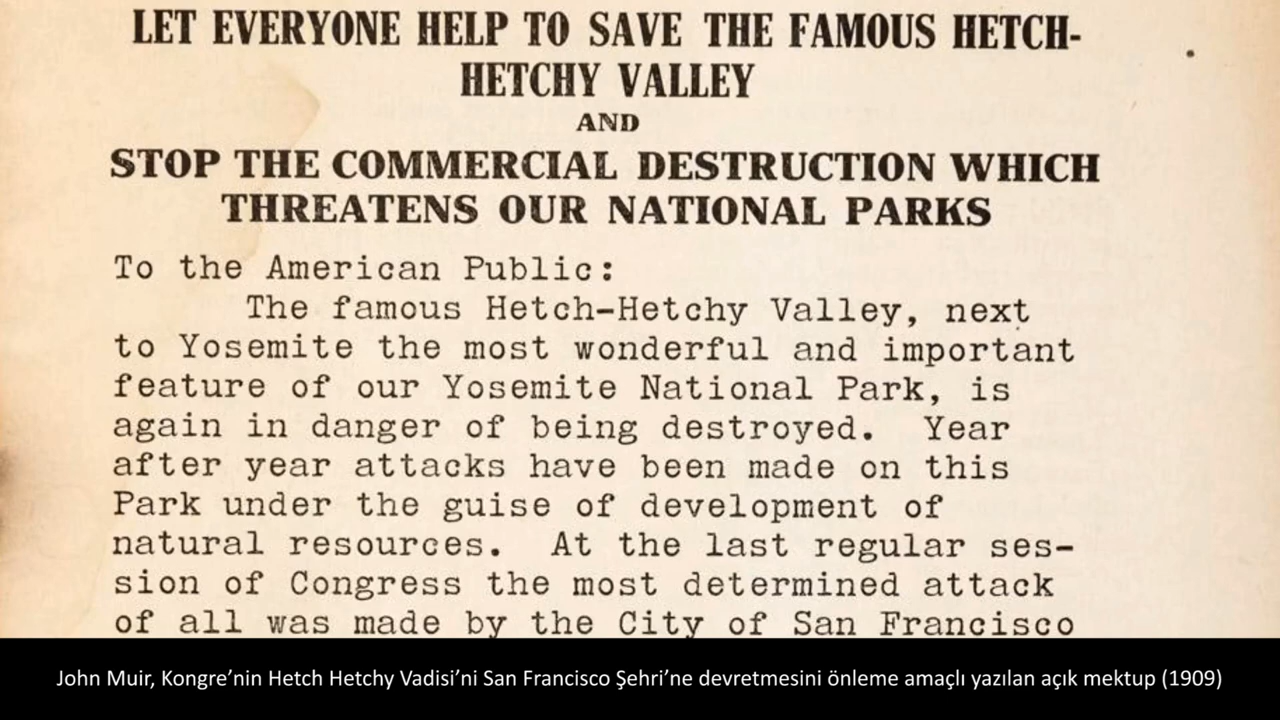 LET EVERYONE HELP TO SAVE THE FAMOUS HETCH-
HETCHY VALLEY
AND
STOP THE COMMERCIAL DESTRUCTION WHICH
THREATENS OUR NATIONAL PARKS
To the American Public:
The famous Hetch-Hetchy Valley, next
to Yosemite the most wonderful and important
feature of our Yosemite National Park, is
again in danger of being destroyed. Year
after year attacks have been made on this
Park under the guise of development of
natural resources. At the last regular ses-
sion of Congress the most determined attack
of all was made by the City of San Francisco
John Muir, Kongre’nin Hetch Hetchy Vadisi’ni San Francisco Şehri’ne devretmesini önleme amaçlı yazılan açık mektup (1909)